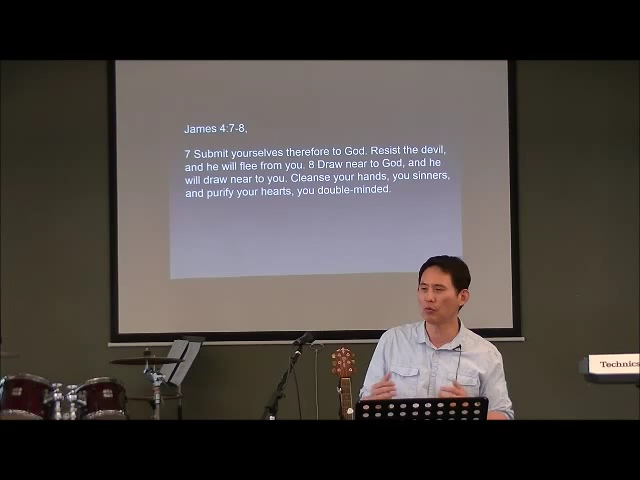 James 4:7-8,
7 Submit yourselves therefore to God. Resist the devil,
and he will flee from you. 8 Draw near to God, and he
will draw near to you. Cleanse your hands, you sinners,
and purify your hearts, you double-minded.
Technics